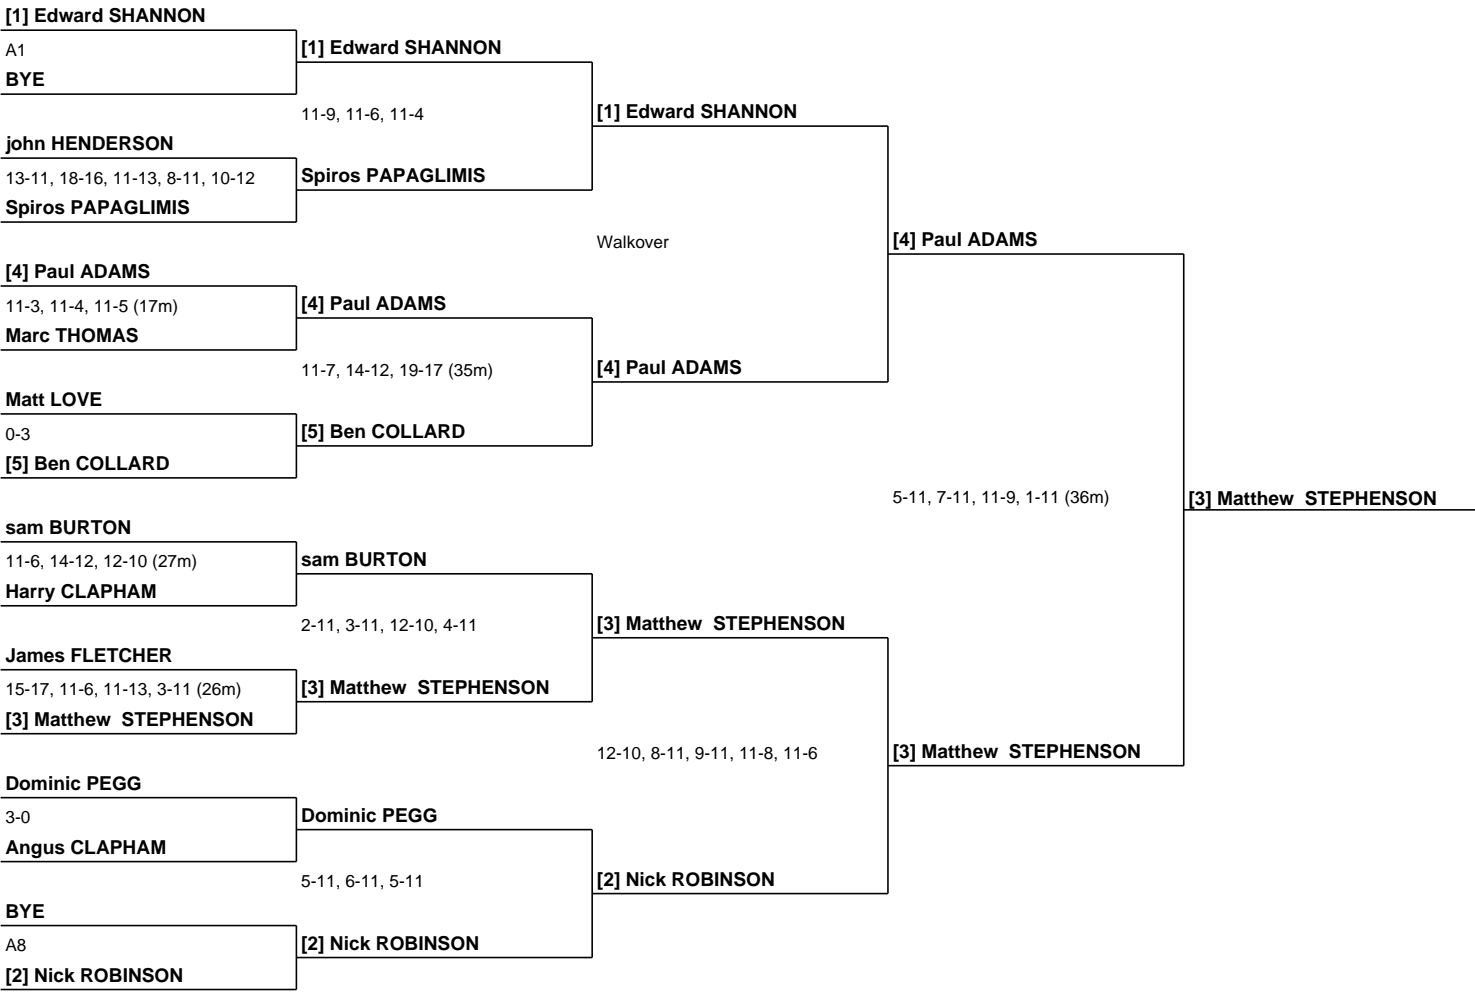 [1] Edward SHANNON
A1
BYE
john HENDERSON
13-11, 18-16, 11-13, 8-11, 10-12
Spiros PAPAGLIMIS
[4] Paul ADAMS
11-3, 11-4, 11-5 (17m)
Marc THOMAS
Matt LOVE
0-3
[5] Ben COLLARD
sam BURTON
11-6, 14-12, 12-10 (27m)
Harry CLAPHAM
James FLETCHER
15-17, 11-6, 11-13, 3-11 (26m)
[3] Matthew STEPHENSON
Dominic PEGG
3-0
Angus CLAPHAM
BYE
A8
[2] Nick ROBINSON
[1] Edward SHANNON
11-9, 11-6, 11-4
Spiros PAPAGLIMIS
[4] Paul ADAMS
11-7, 14-12, 19-17 (35m)
[5] Ben COLLARD
sam BURTON
2-11, 3-11, 12-10, 4-11
[3] Matthew STEPHENSON
Dominic PEGG
5-11, 6-11, 5-11
[2] Nick ROBINSON
[1] Edward SHANNON
Walkover
[4] Paul ADAMS
[3] Matthew STEPHENSON
12-10, 8-11, 9-11, 11-8, 11-6
[2] Nick ROBINSON
[4] Paul ADAMS
5-11, 7-11, 11-9, 1-11 (36m)
[3] Matthew STEPHENSON
[3] Matthew STEPHENSON